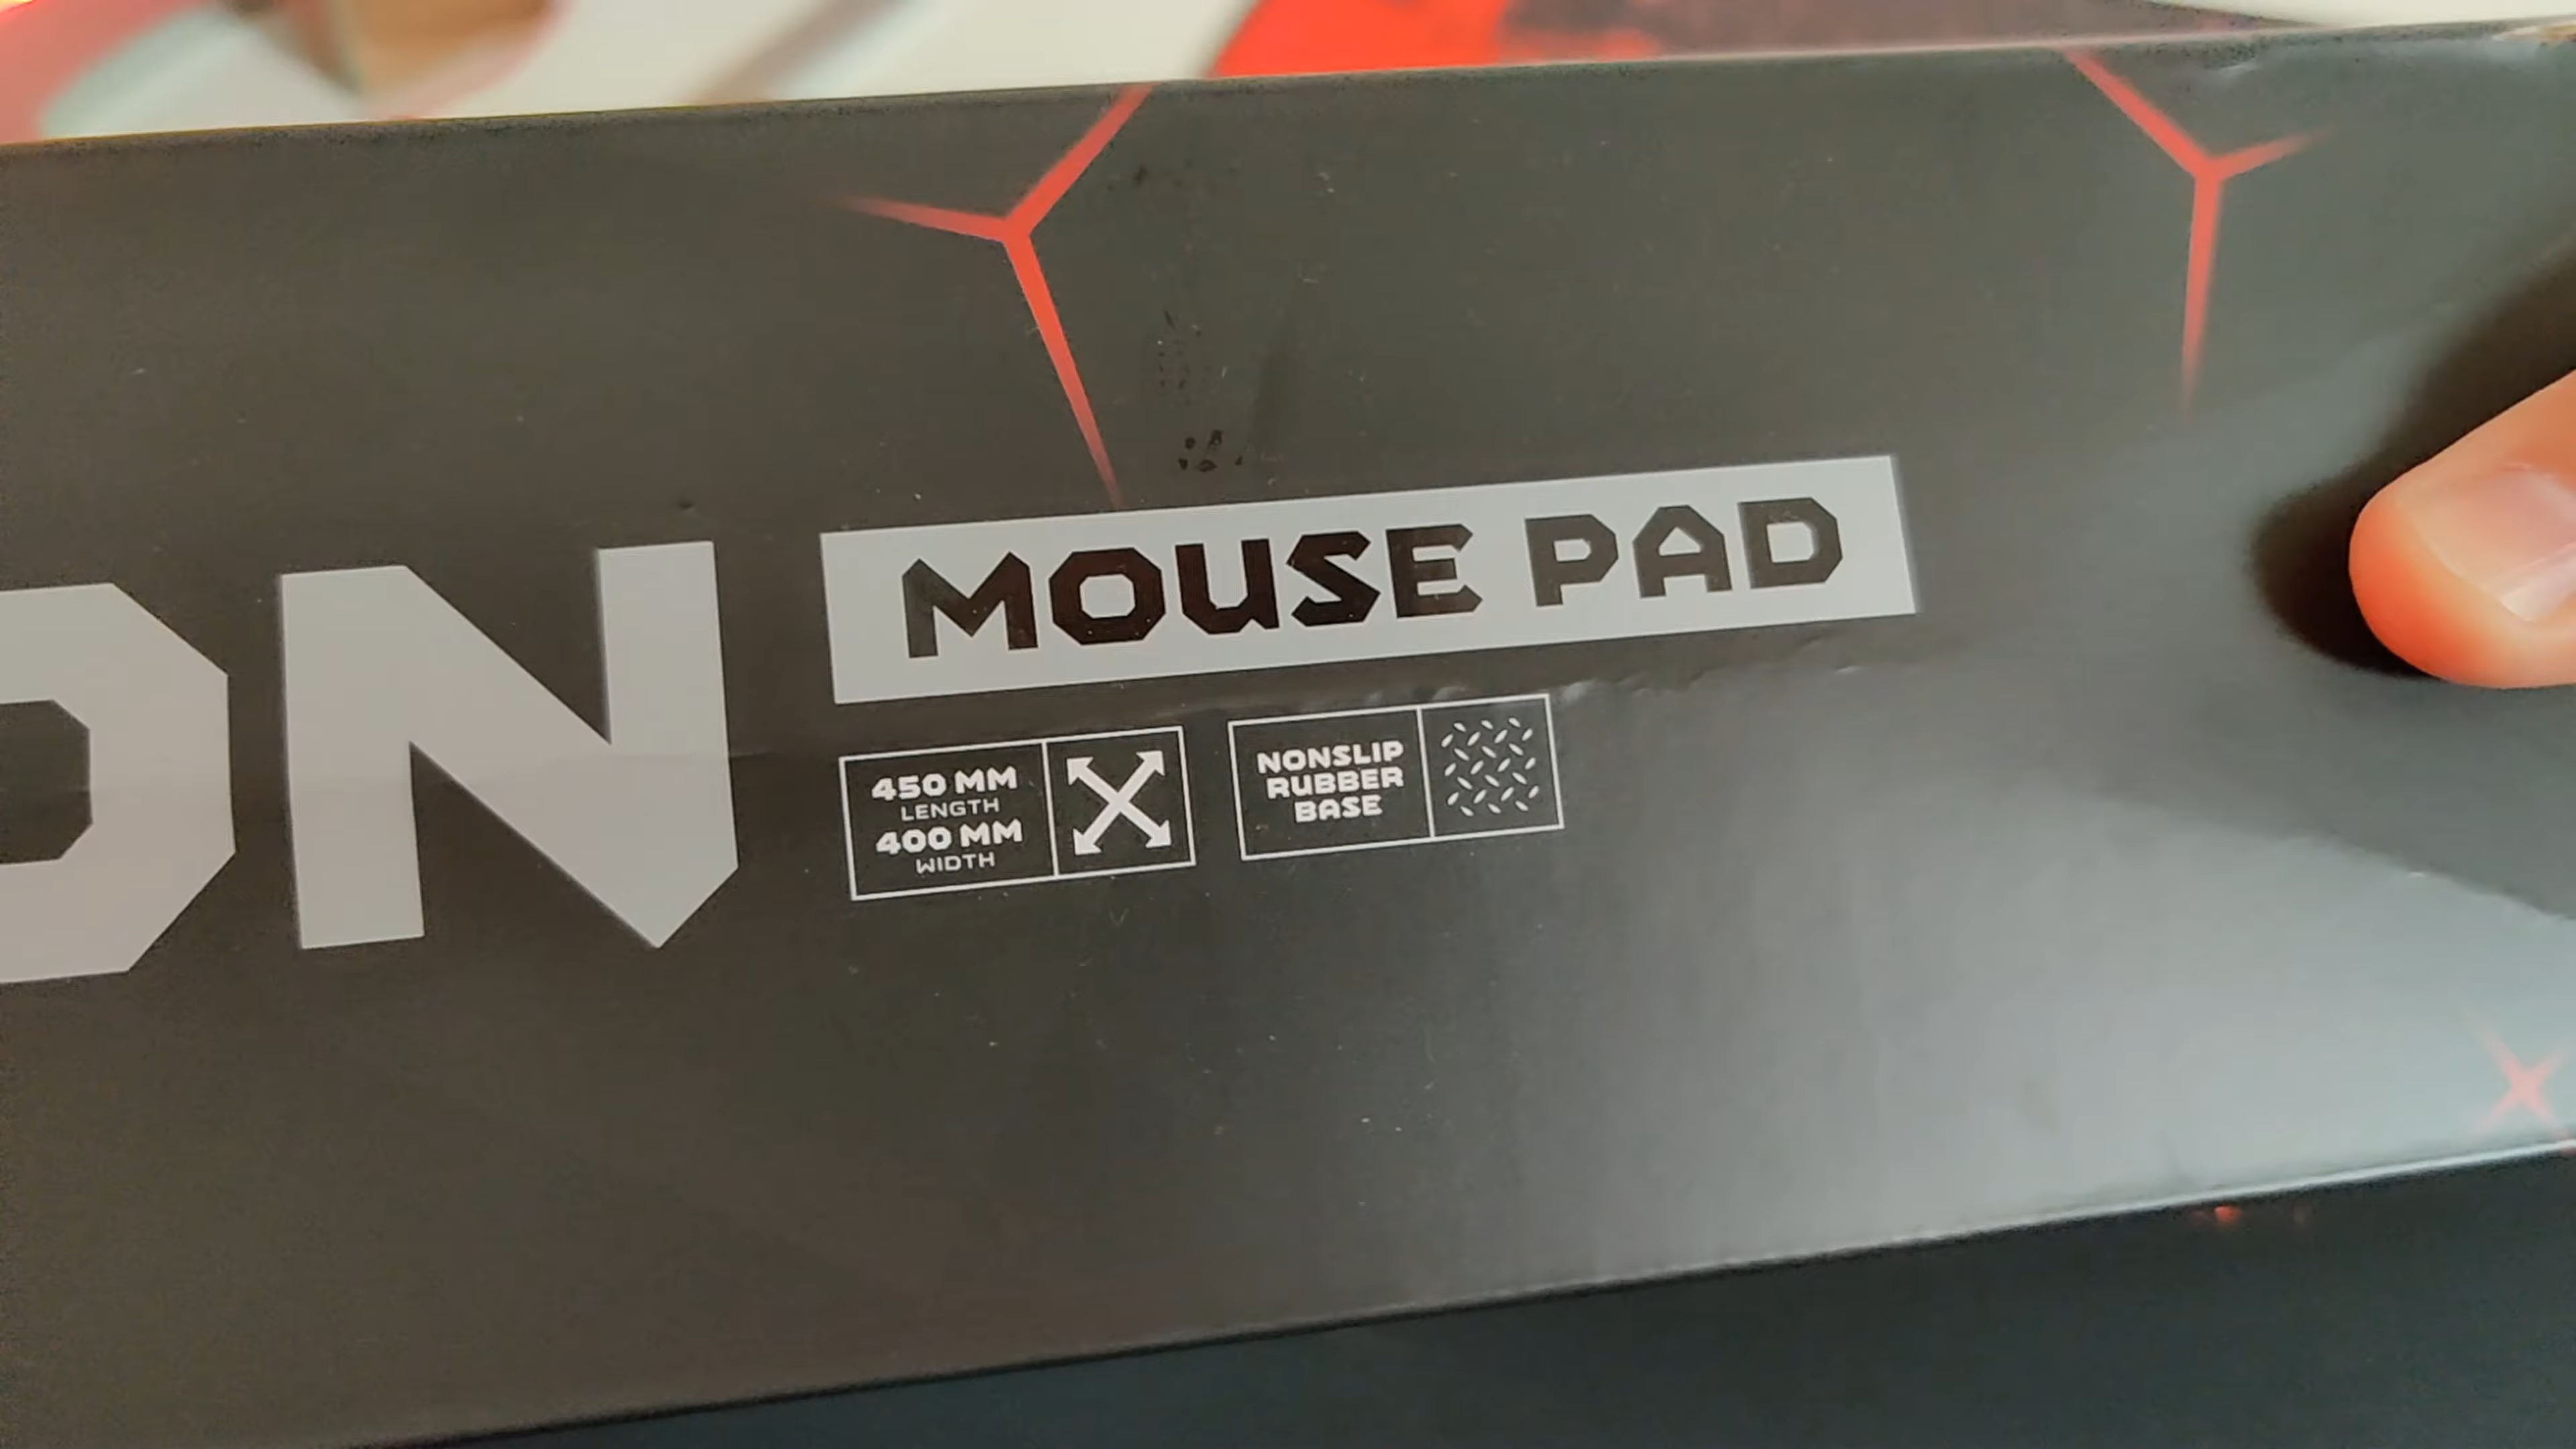 ON
MOUSE PAD
450 MM
LENGTH
400 MM
WIDTH
NONSLIP
RUBBER
BASE